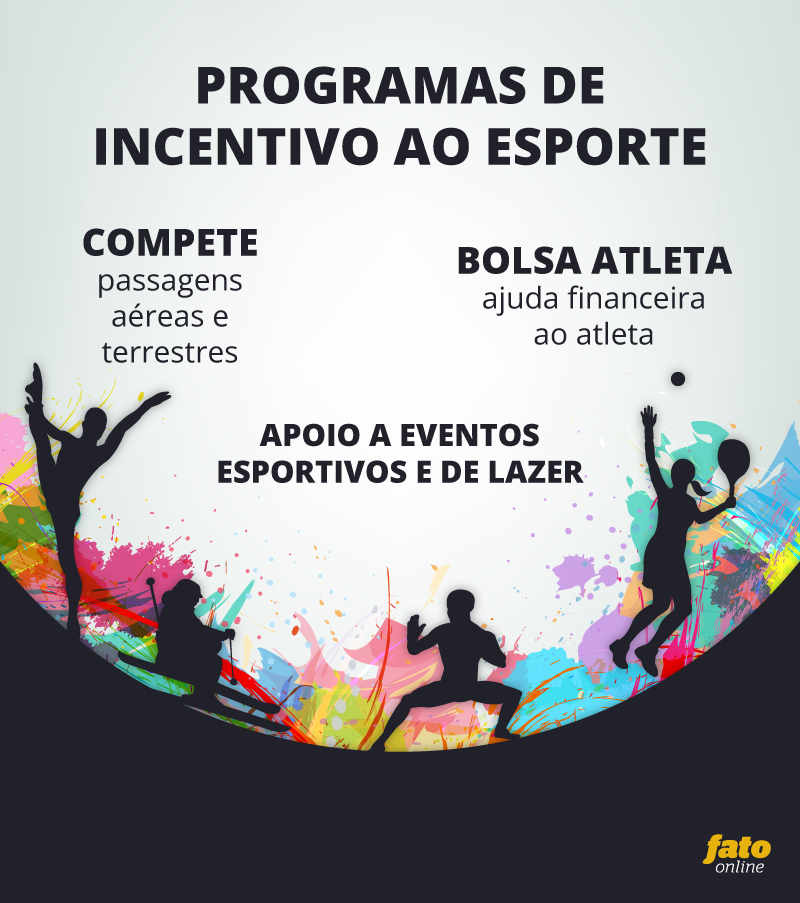 PROGRAMAS DE
INCENTIVO AO ESPORTE
COMPETE
passagens
aéreas e
terrestres
BOLSA ATLETA
ajuda financeira
ao atleta
APOIO A EVENTOS
ESPORTIVOS E DE LAZER
fato
online